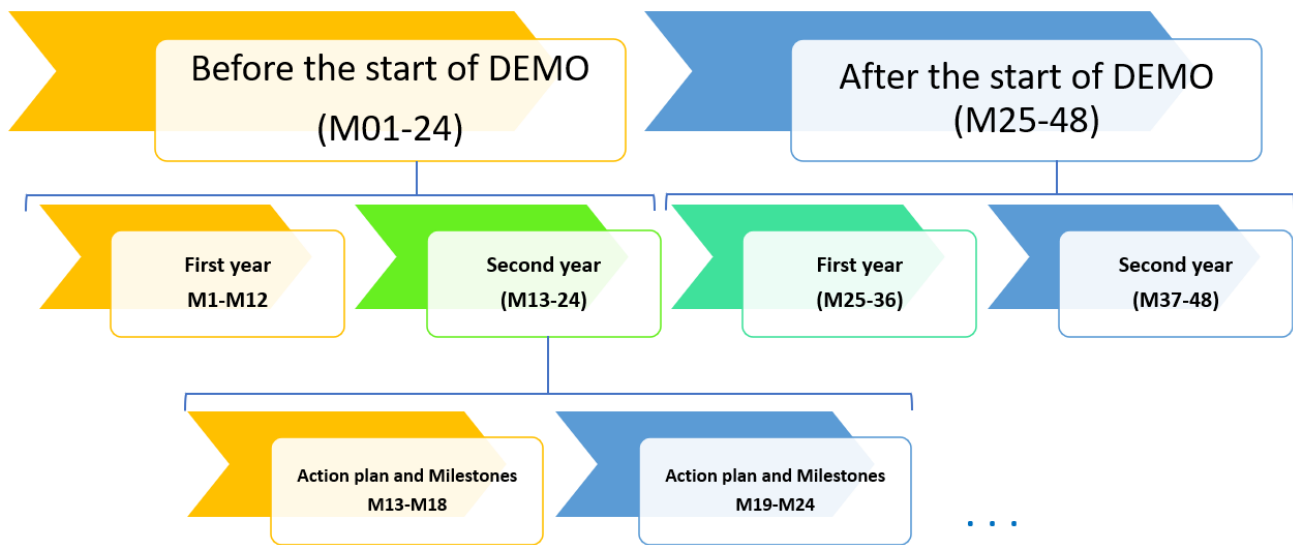 Before the start of DEMO
(M01-24)
After the start of DEMO
(M25-48)
First year
M1-M12
Second year
(M13-24)
First year
(M25-36)
Second year
(M37-48)
Action plan and Milestones
M13-M18
Action plan and Milestones
M19-M24
. . .